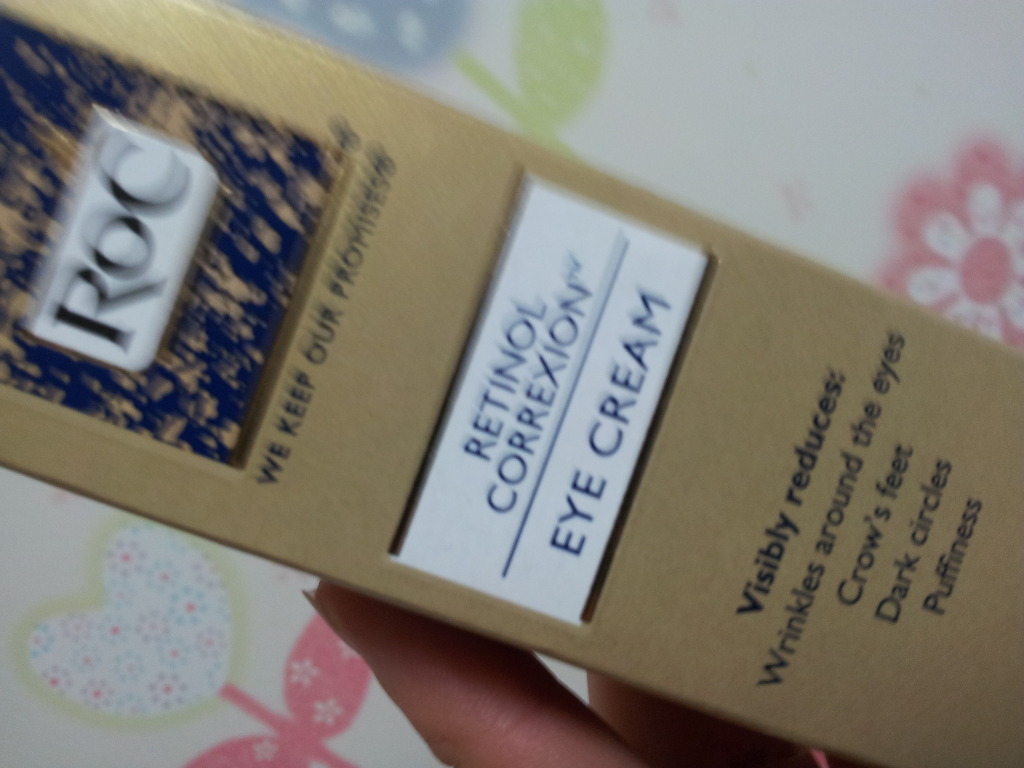 RoC
WE KEEP OUR PROMISES®
RETINOL
CORREXION™
EYE CREAM
Visibly reduces:
Wrinkles around the eyes
Crow's feet
Dark circles
Puffiness